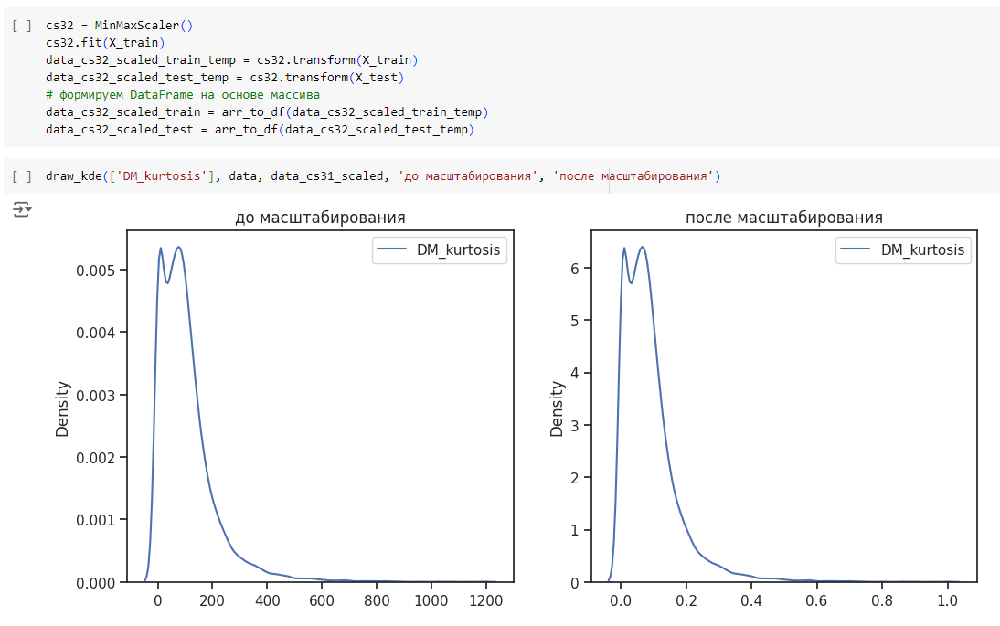 [ ] cs32 = MinMaxScaler()
cs32.fit(X_train)
data_cs32_scaled_train_temp = cs32.transform(X_train)
data_cs32_scaled_test_temp = cs32.transform(X_test)
# формируем DataFrame на основе массива
data_cs32_scaled_train = arr_to_df(data_cs32_scaled_train_temp)
data_cs32_scaled_test = arr_to_df(data_cs32_scaled_test_temp)
[ ] draw_kde(['DM_kurtosis'], data, data_cs31_scaled, 'до масштабирования', 'после масштабирования')
до масштабирования
DM_kurtosis
Density
0.005
0.004
0.003
0.002
0.001
0.000
0 200 400 600 800 1000 1200
после масштабирования
DM_kurtosis
Density
6
5
4
3
2
1
0
0.0 0.2 0.4 0.6 0.8 1.0